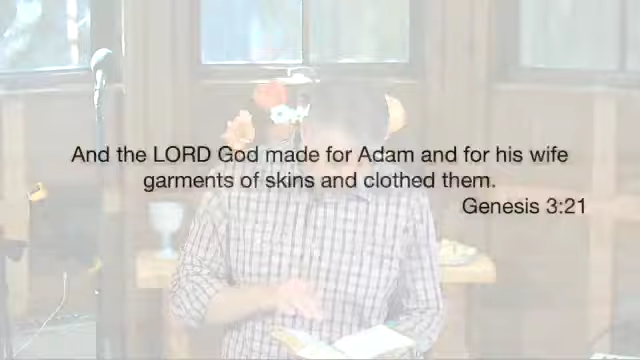 And the LORD God made for Adam and for his wife
garments of skins and clothed them.
Genesis 3:21